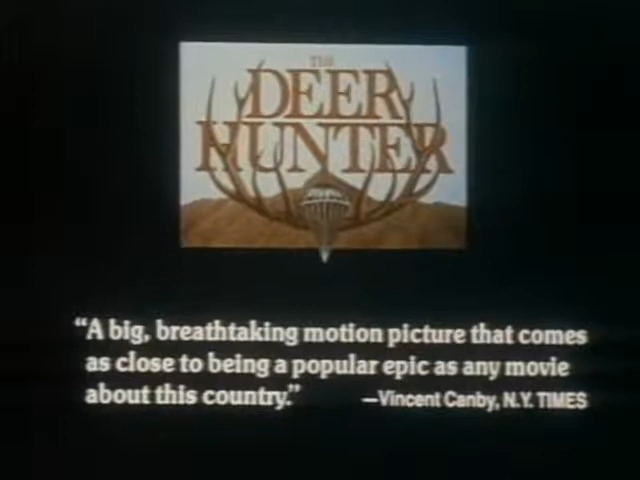 THE
DEER
HUNTER
“A big, breathtaking motion picture that comes
as close to being a popular epic as any movie
about this country.” —Vincent Canby, N.Y. TIMES